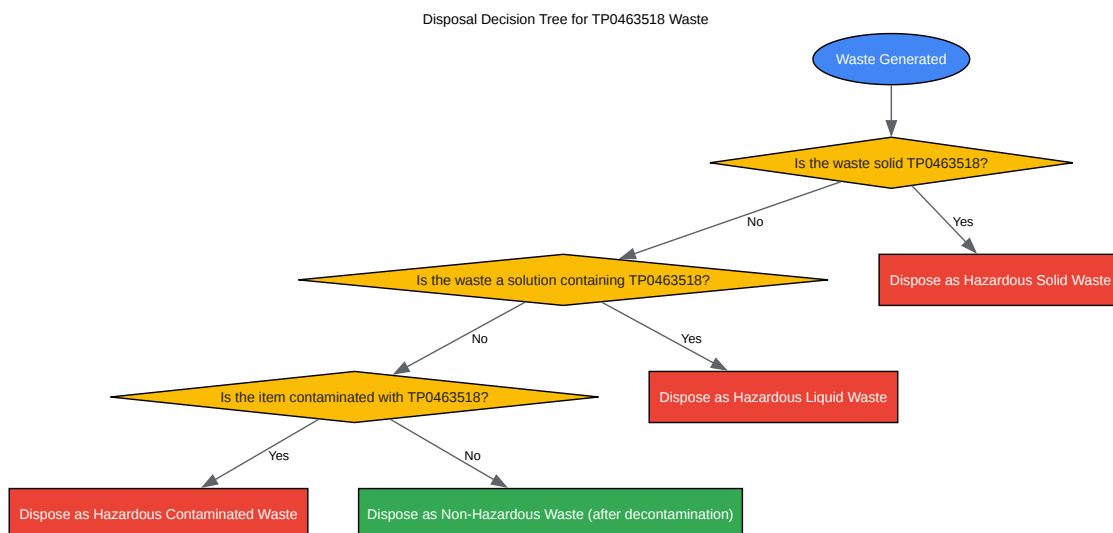 Disposal Decision Tree for TP0463518 Waste
Waste Generated
Is the waste solid TP0463518?
No
Yes
Is the waste a solution containing TP0463518?
Dispose as Hazardous Solid Waste
No
Yes
Is the item contaminated with TP0463518?
Dispose as Hazardous Liquid Waste
Yes
No
Dispose as Hazardous Contaminated Waste
Dispose as Non-Hazardous Waste (after decontamination)